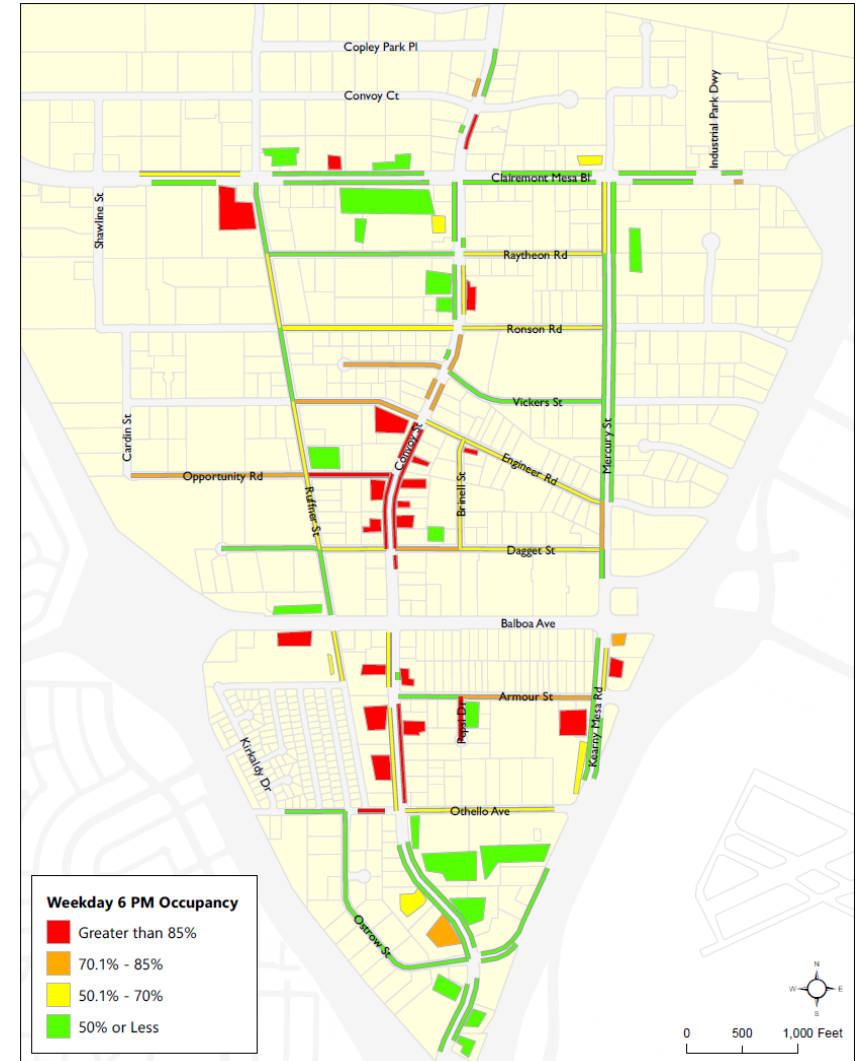 Copley Park Pl
Convoy Ct
Industrial Park Dwy
Clairemont Mesa Bl
Shawline St
Raytheon Rd
Ronson Rd
Vickers St
Cardin St
Convoy St
Mercury St
Engineer Rd
Opportunity Rd
Brinell St
Ruffner St
Dagget St
Balboa Ave
Armour St
Pepsi Dr
Kearny Mesa Rd
Kirkaldy Dr
Othello Ave
Ostrow St
Weekday 6 PM Occupancy
Greater than 85%
70.1% - 85%
50.1% - 70%
50% or Less
N
W
E
S
0 500 1,000 Feet